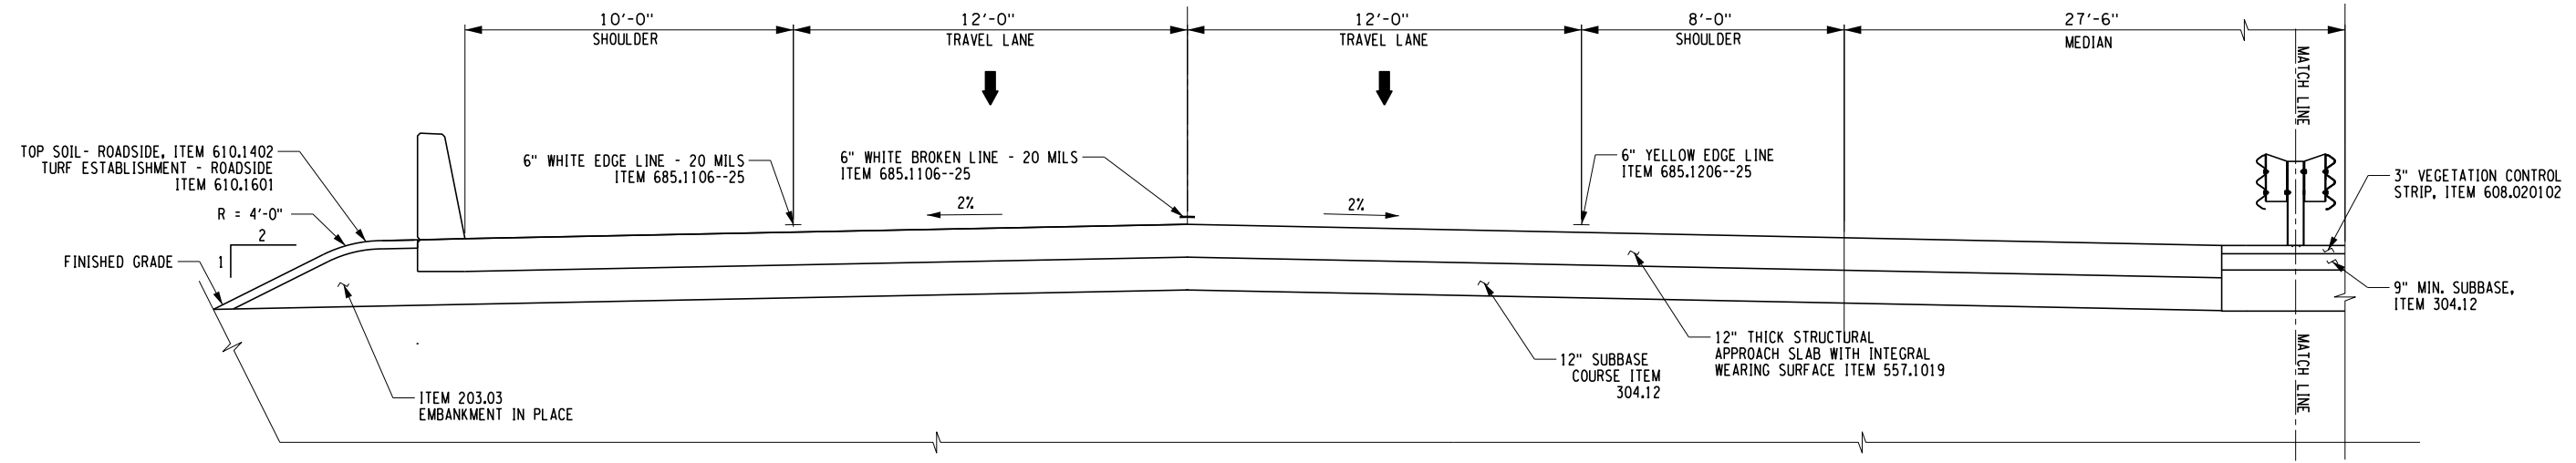 10'-0"
SHOULDER
12'-0"
TRAVEL LANE
12'-0"
TRAVEL LANE
8'-0"
SHOULDER
27'-6"
MEDIAN
MATCH LINE
TOP SOIL- ROADSIDE, ITEM 610.1402
TURF ESTABLISHMENT - ROADSIDE
ITEM 610.1601
6" WHITE EDGE LINE - 20 MILS
ITEM 685.1106--25
6" WHITE BROKEN LINE - 20 MILS
ITEM 685.1106--25
6" YELLOW EDGE LINE
ITEM 685.1206--25
3" VEGETATION CONTROL
STRIP, ITEM 608.020102
R = 4'-0"
2%
2%
2
1
FINISHED GRADE
9" MIN. SUBBASE,
ITEM 304.12
12" THICK STRUCTURAL
APPROACH SLAB WITH INTEGRAL
WEARING SURFACE ITEM 557.1019
12" SUBBASE
COURSE ITEM
304.12
MATCH LINE
ITEM 203.03
EMBANKMENT IN PLACE